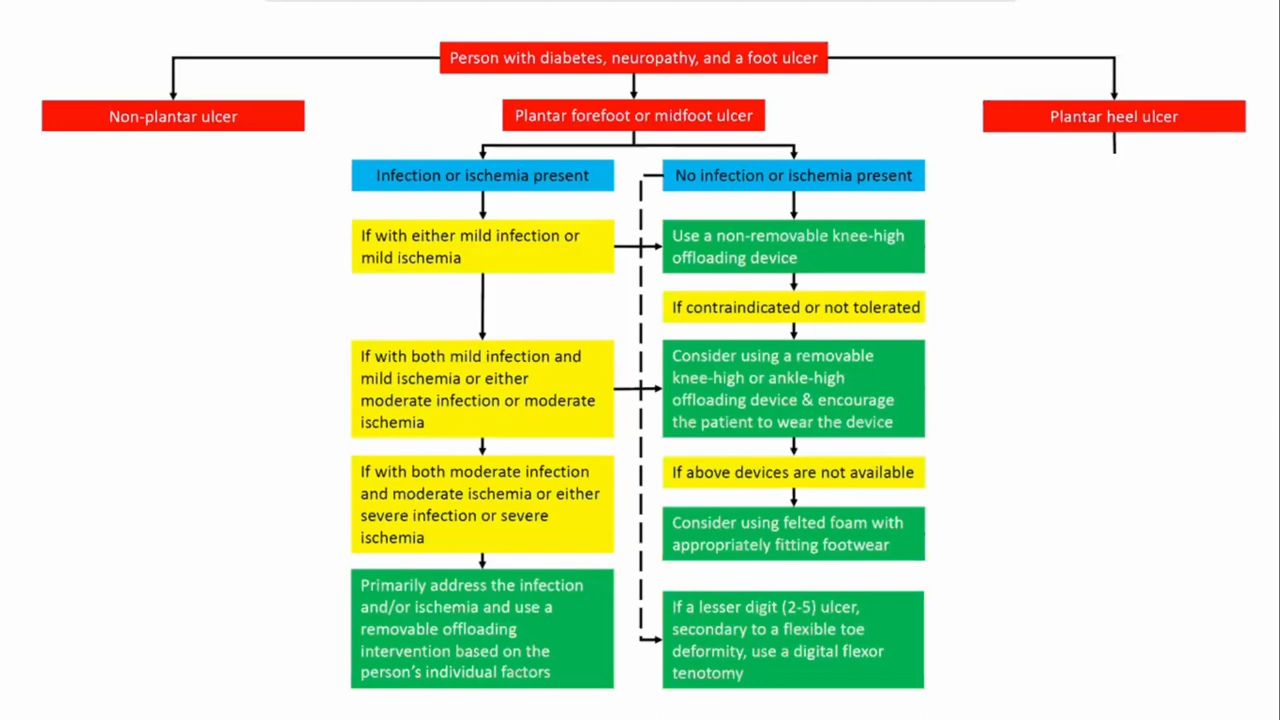 Person with diabetes, neuropathy, and a foot ulcer
Non-plantar ulcer
Plantar forefoot or midfoot ulcer
Plantar heel ulcer
Infection or ischemia present
No infection or ischemia present
If with either mild infection or
mild ischemia
Use a non-removable knee-high
offloading device
If contraindicated or not tolerated
If with both mild infection and
mild ischemia or either
moderate infection or moderate
ischemia
Consider using a removable
knee-high or ankle-high
offloading device & encourage
the patient to wear the device
If with both moderate infection
and moderate ischemia or either
severe infection or severe
ischemia
If above devices are not available
Consider using felted foam with
appropriately fitting footwear
Primarily address the infection
and/or ischemia and use a
removable offloading
intervention based on the
person's individual factors
If a lesser digit (2-5) ulcer,
secondary to a flexible toe
deformity, use a digital flexor
tenotomy